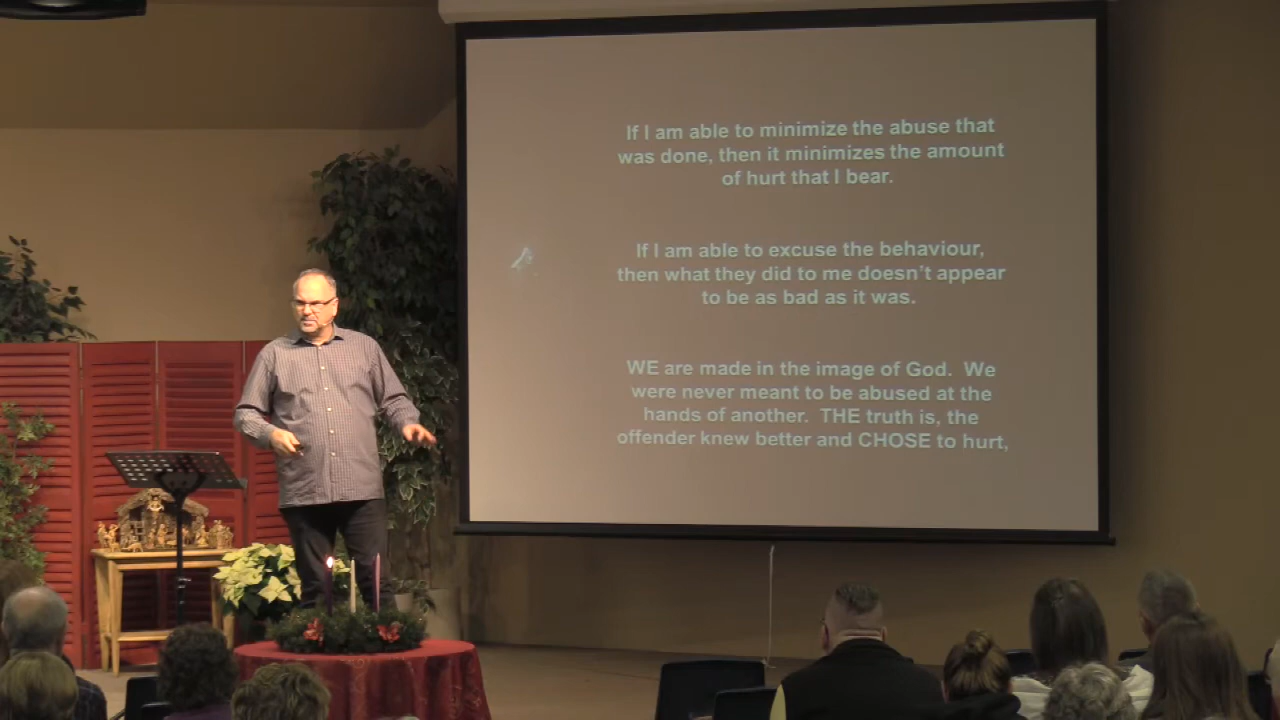 If I am able to minimize the abuse that
was done, then it minimizes the amount
of hurt that I bear.
If I am able to excuse the behaviour,
then what they did to me doesn't appear
to be as bad as it was.
WE are made in the image of God.  We
were never meant to be abused at the
hands of another.  THE truth is, the
offender knew better and CHOSE to hurt,